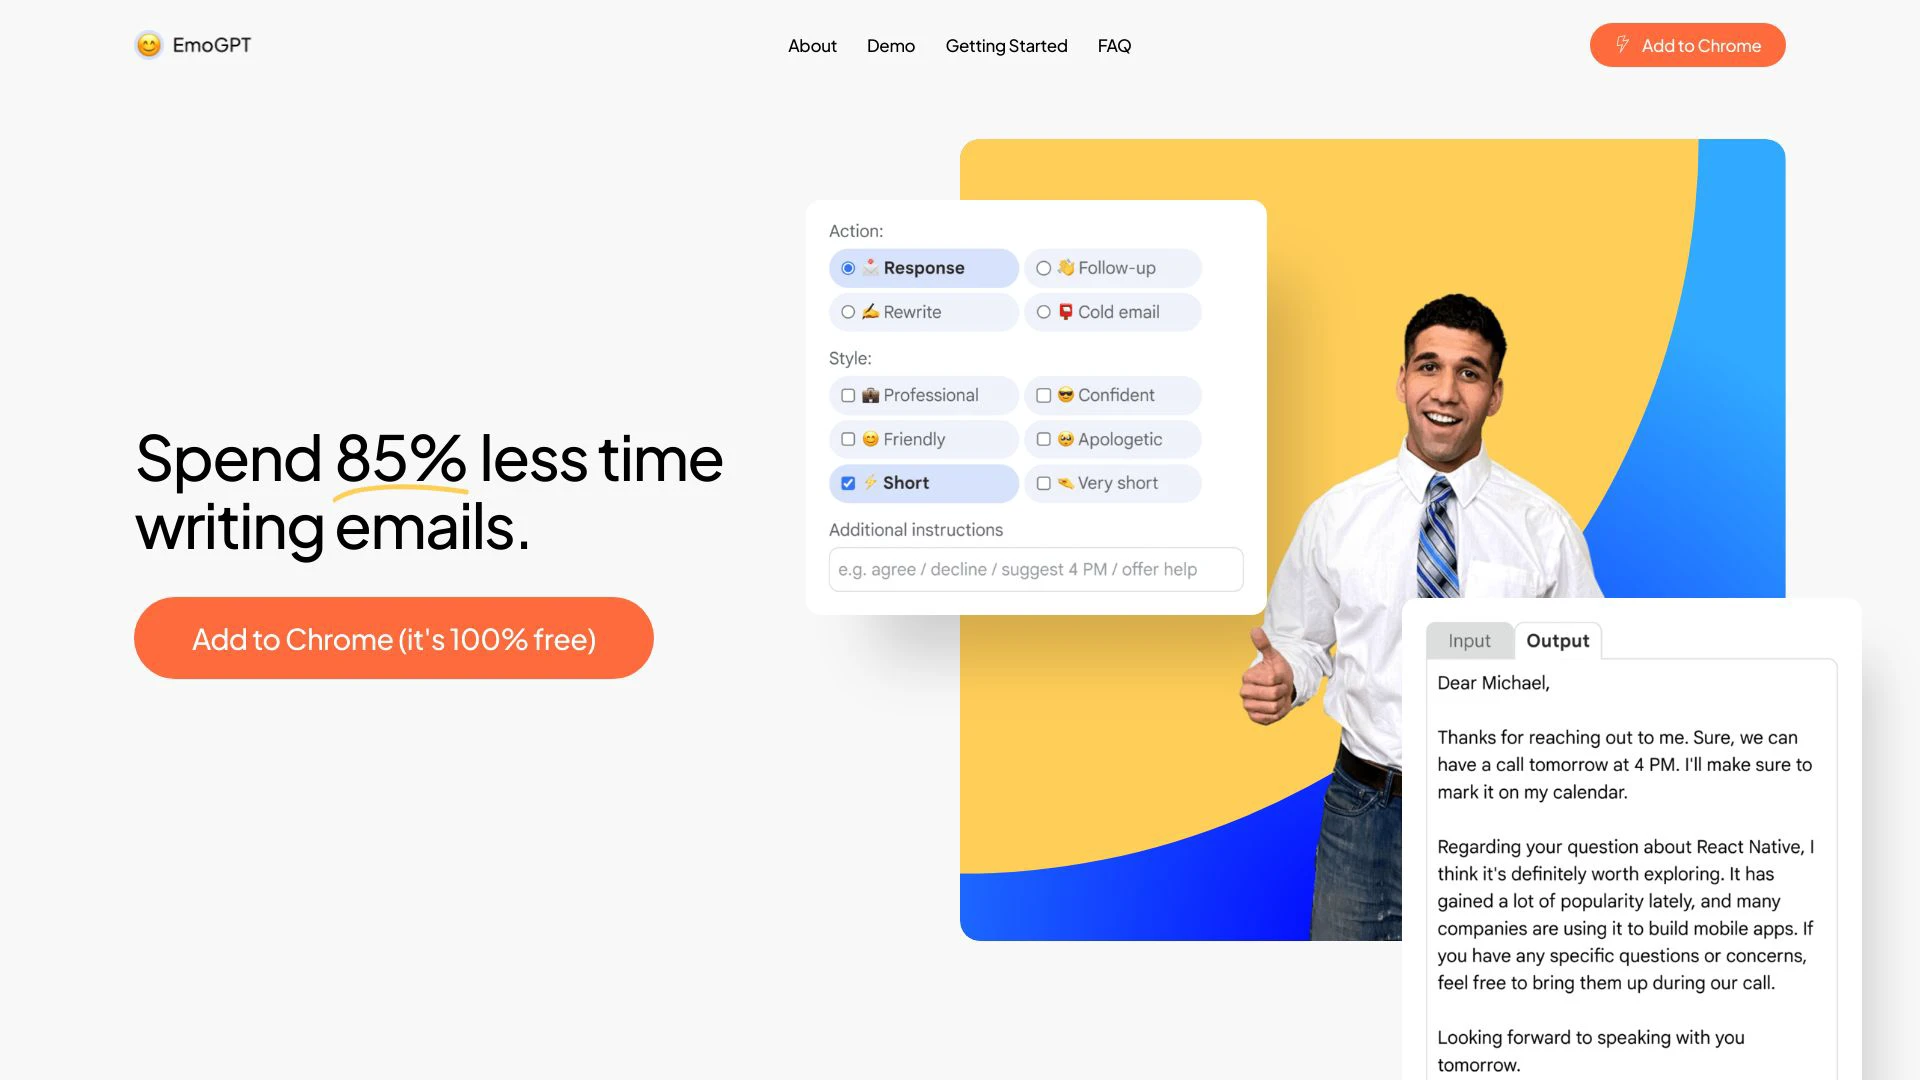 EmoGPT
About
Demo
Getting Started
FAQ
Add to Chrome
Spend 85% less time
writing emails.
Add to Chrome (it's 100% free)
Action:
Response
Follow-up
Rewrite
Cold email
Style:
Professional
Confident
Friendly
Apologetic
Short
Very short
Additional instructions
e.g. agree / decline / suggest 4 PM / offer help
Input
Output
Dear Michael,
Thanks for reaching out to me. Sure, we can
have a call tomorrow at 4 PM. I'll make sure to
mark it on my calendar.
Regarding your question about React Native, I
think it's definitely worth exploring. It has
gained a lot of popularity lately, and many
companies are using it to build mobile apps. If
you have any specific questions or concerns,
feel free to bring them up during our call.
Looking forward to speaking with you
tomorrow.